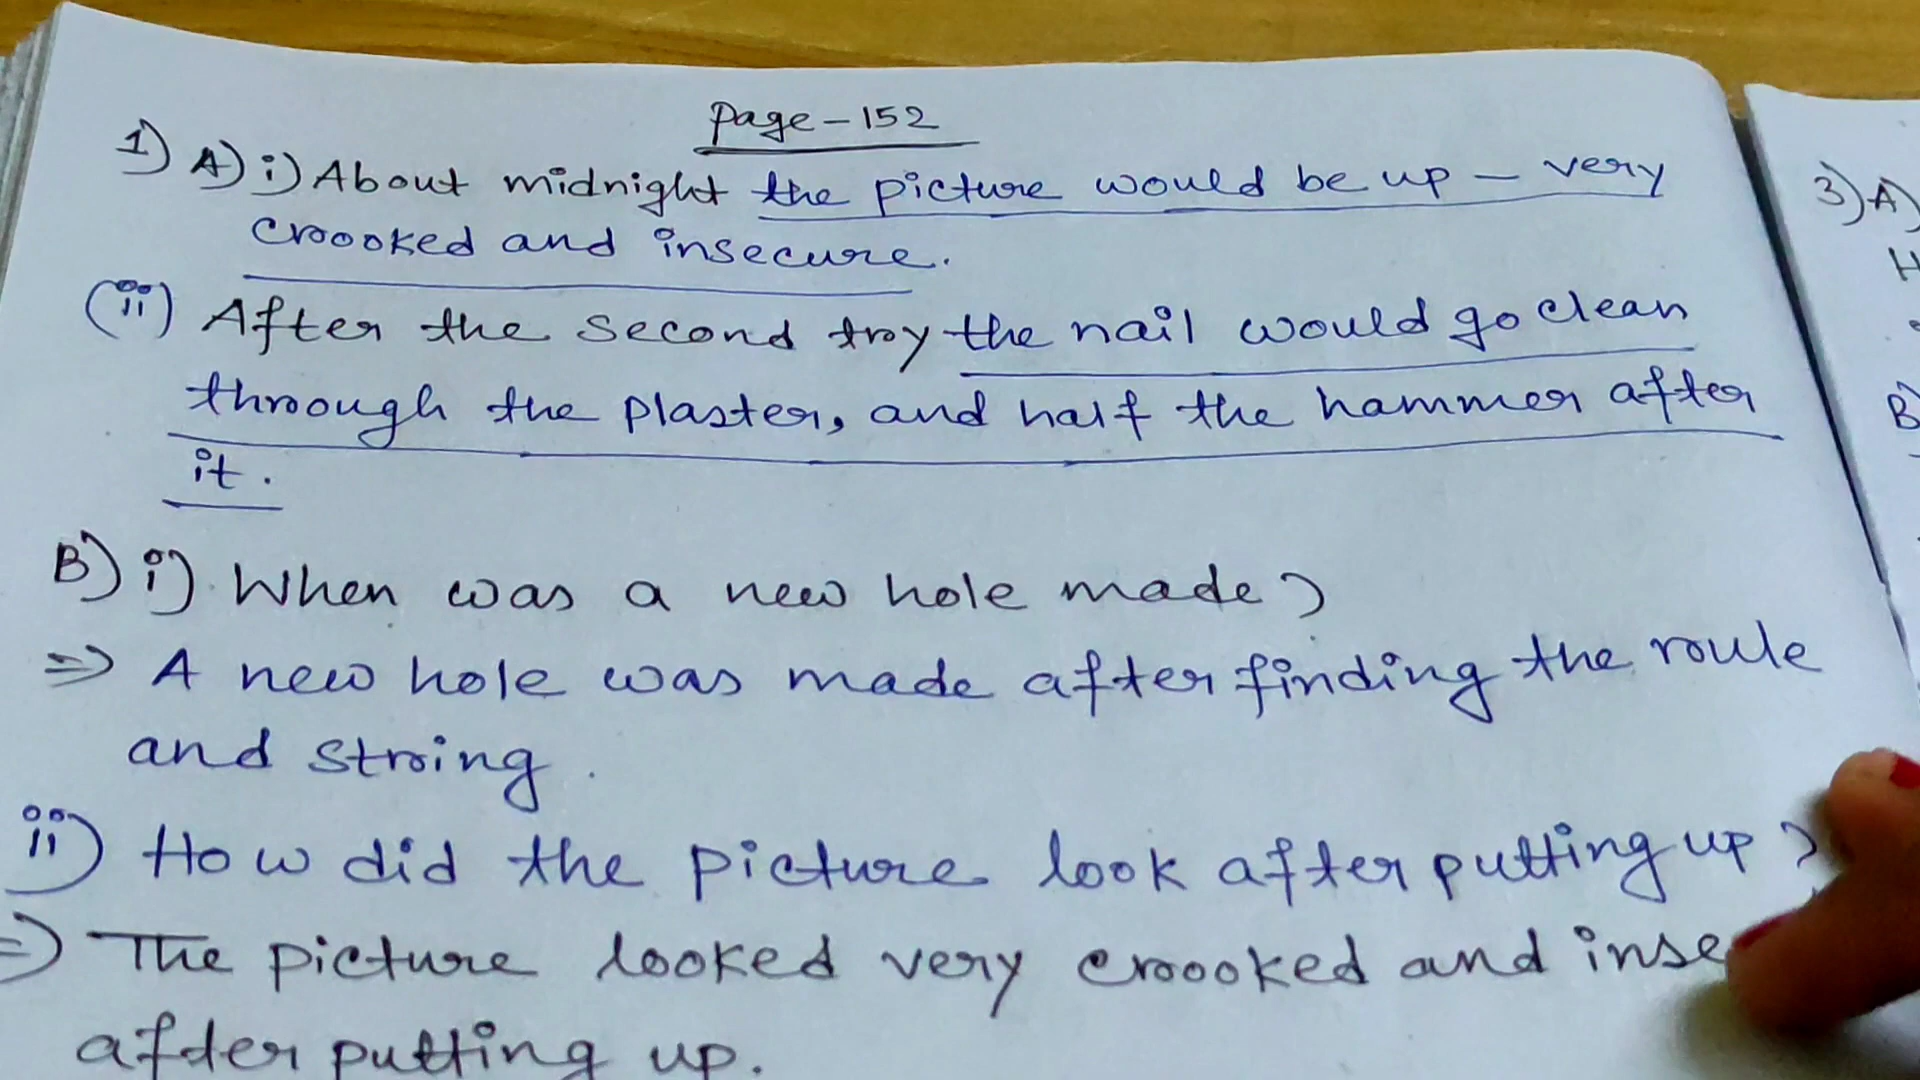 Page-152
1) A) i) About midnight the picture would be up - very
crooked and insecure.
(ii) After the second try the nail would go clean
through the plaster, and half the hammer after
it.
B) i) When was a new hole made?
=> A new hole was made after finding the rule
and string.
ii) How did the picture look after putting up?
=> The picture looked very crooked and inse
after putting up.
3) A)
H
B)